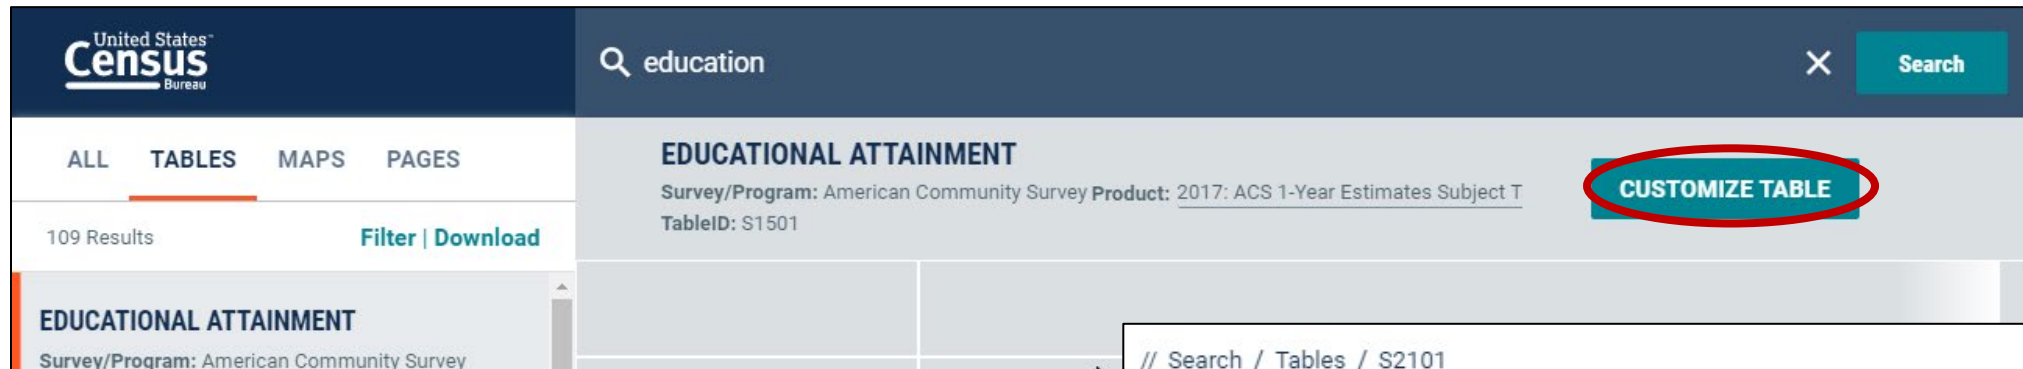 United States™
Census
Bureau
education
Search
ALL TABLES MAPS PAGES
109 Results
Filter | Download
EDUCATIONAL ATTAINMENT
Survey/Program: American Community Survey
EDUCATIONAL ATTAINMENT
Survey/Program: American Community Survey Product: 2017: ACS 1-Year Estimates Subject T
TableID: S1501
CUSTOMIZE TABLE
// Search / Tables / S2101